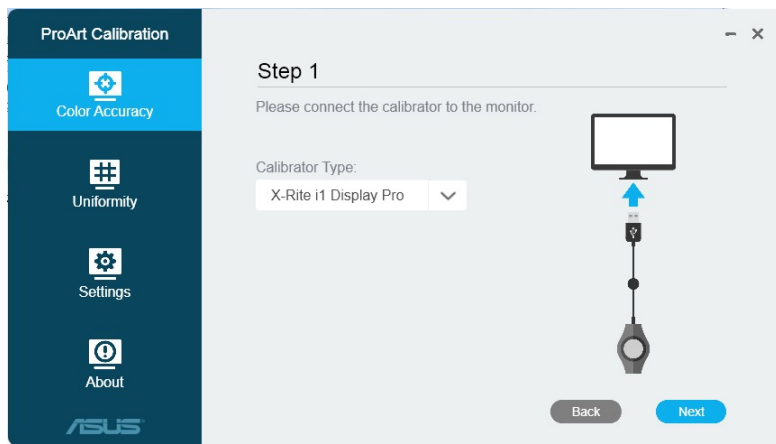 ProArt Calibration
Color Accuracy
Uniformity
Settings
About
ASUS
Step 1
Please connect the calibrator to the monitor.
Calibrator Type:
X-Rite i1 Display Pro
Back
Next